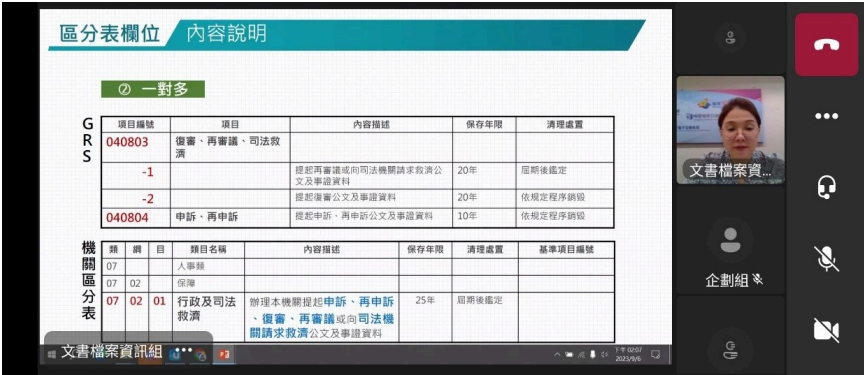 區分表欄位 內容說明
② 一對多
GRS
項目編號 項目 內容描述 保存年限 清理處置
040803 復審、再審議、司法救濟
-1 提起再審議或向司法機關請求救濟公文及事證資料 20年 屆期後鑑定
-2 提起復審公文及事證資料 20年 依規定程序銷毀
040804 申訴、再申訴 提起申訴、再申訴公文及事證資料 10年 依規定程序銷毀
機關區分表
類 綱 目 類目名稱 內容描述 保存年限 清理處置 基準項目編號
07 人事類
07 02 保障
07 02 01 行政及司法救濟 辦理本機關提起申訴、再申訴、復審、再審議或向司法機關請求救濟公文及事證資料 25年 屆期後鑑定
文書檔案資訊組
下午 02:07
2023/9/6
文書檔案資...
企劃組